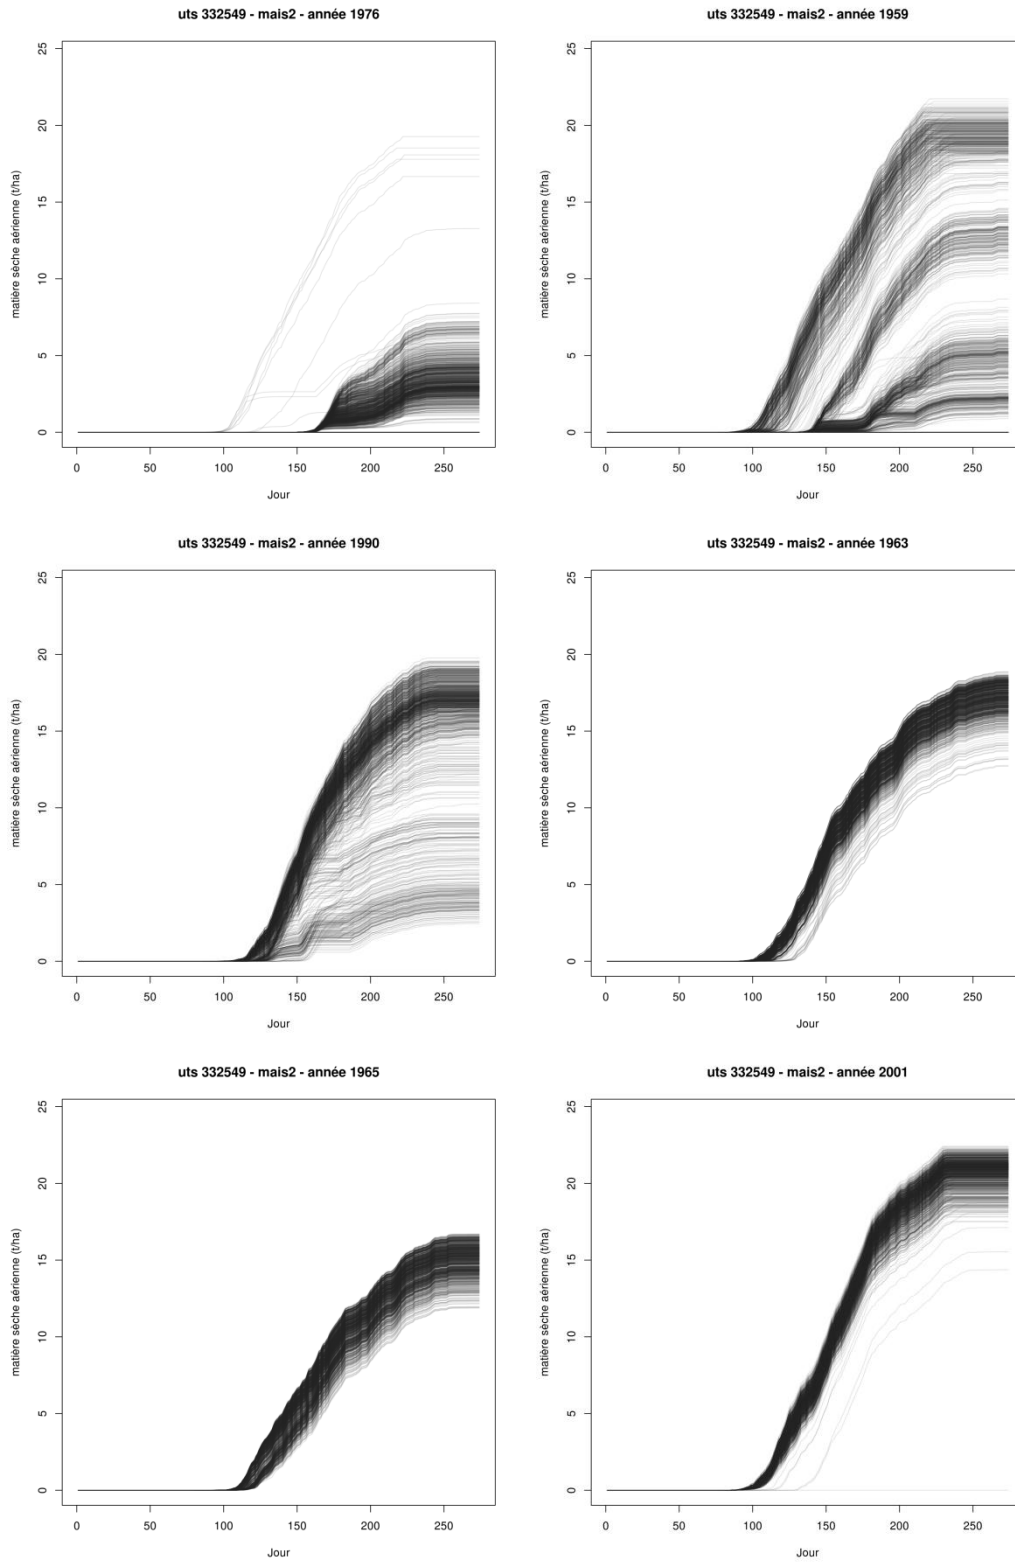 uts 332549 - mais2 - année 1976
matière sèche aérienne (t/ha)
25
20
15
10
5
0
0 50 100 150 200 250
Jour
uts 332549 - mais2 - année 1959
matière sèche aérienne (t/ha)
25
20
15
10
5
0
0 50 100 150 200 250
Jour
uts 332549 - mais2 - année 1990
matière sèche aérienne (t/ha)
25
20
15
10
5
0
0 50 100 150 200 250
Jour
uts 332549 - mais2 - année 1963
matière sèche aérienne (t/ha)
25
20
15
10
5
0
0 50 100 150 200 250
Jour
uts 332549 - mais2 - année 1965
matière sèche aérienne (t/ha)
25
20
15
10
5
0
0 50 100 150 200 250
Jour
uts 332549 - mais2 - année 2001
matière sèche aérienne (t/ha)
25
20
15
10
5
0
0 50 100 150 200 250
Jour